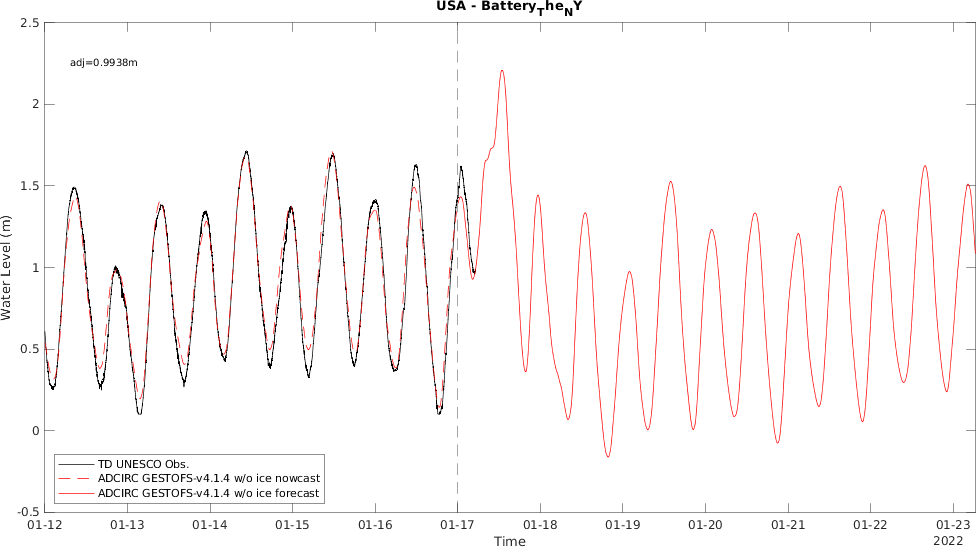 USA - BatteryTheNY
adj=0.9938m
2.5
2
1.5
1
0.5
0
-0.5
Water Level (m)
TD UNESCO Obs.
ADCIRC GESTOFS-v4.1.4 w/o ice nowcast
ADCIRC GESTOFS-v4.1.4 w/o ice forecast
01-12 01-13 01-14 01-15 01-16 01-17 01-18 01-19 01-20 01-21 01-22 01-23
Time
2022